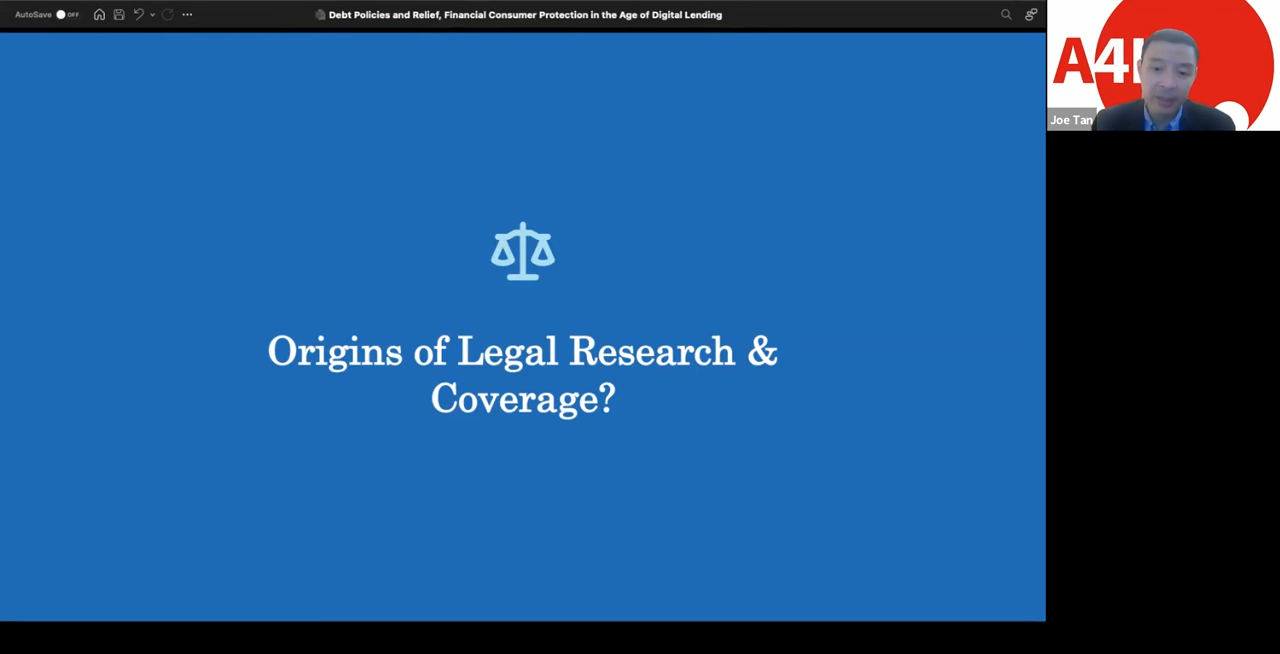 AutoSave OFF
Debt Policies and Relief, Financial Consumer Protection in the Age of Digital Lending
A4
Joe Tan
Origins of Legal Research &
Coverage?